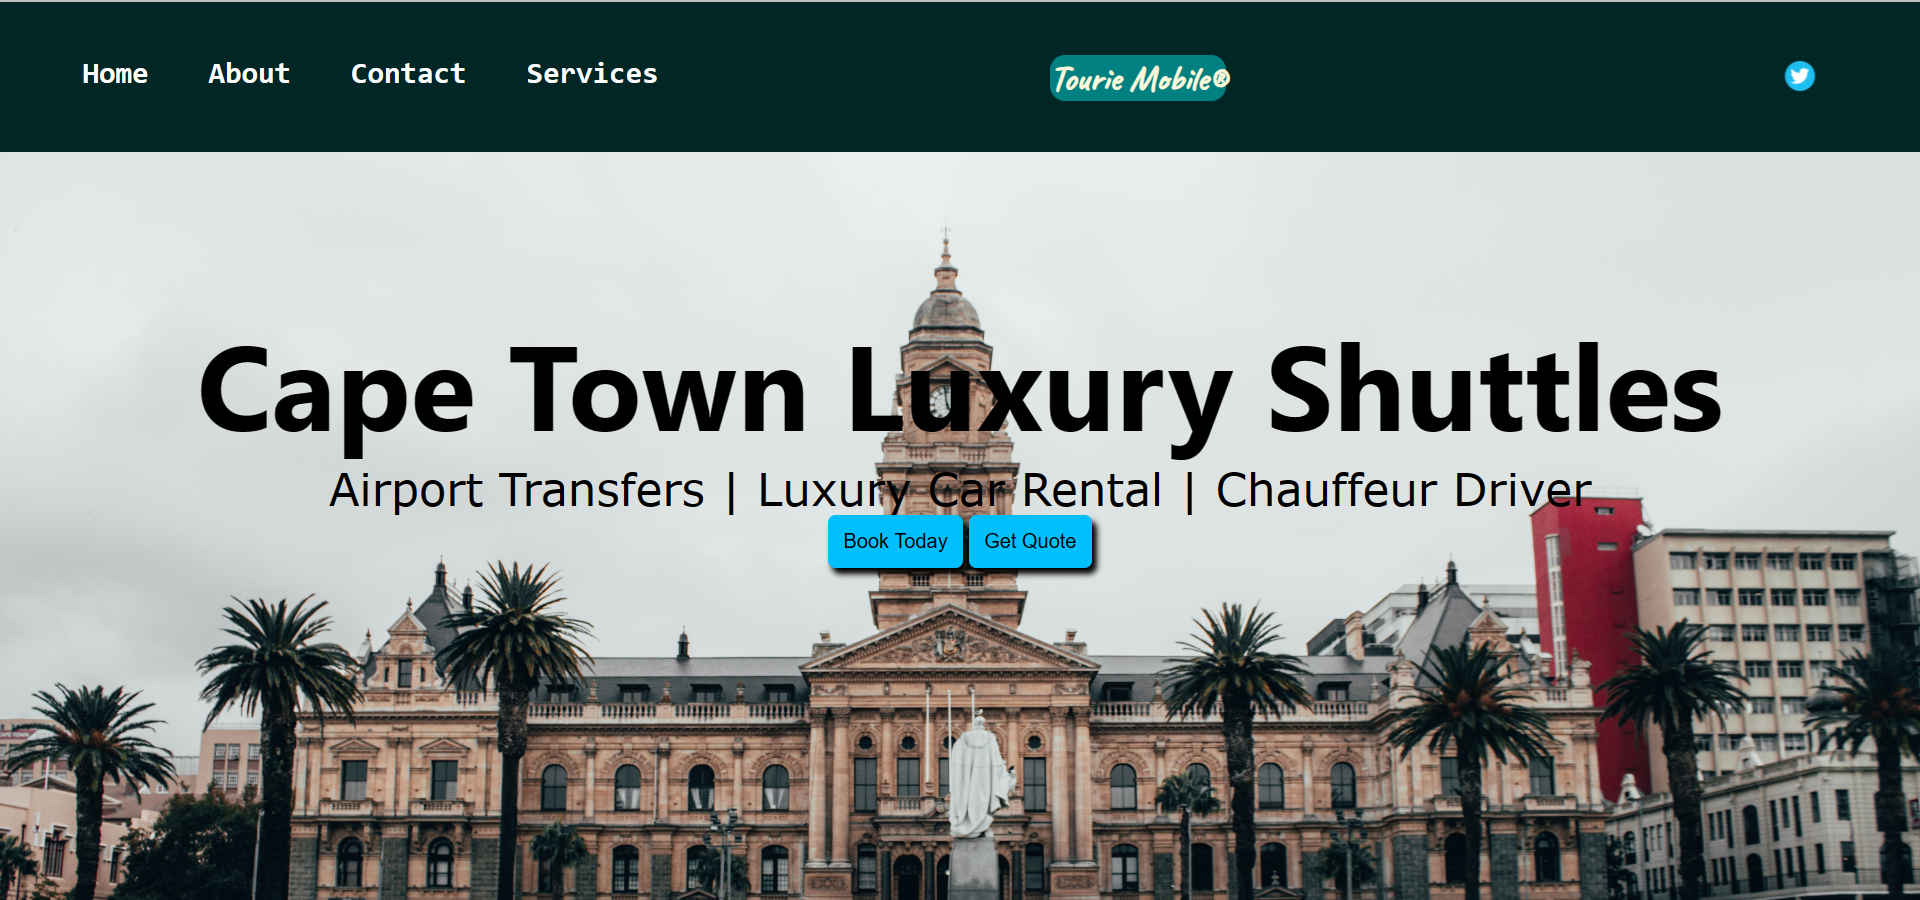 Home About Contact Services Tourie Mobile®
Cape Town Luxury Shuttles
Airport Transfers | Luxury Car Rental | Chauffeur Driver
Book Today Get Quote